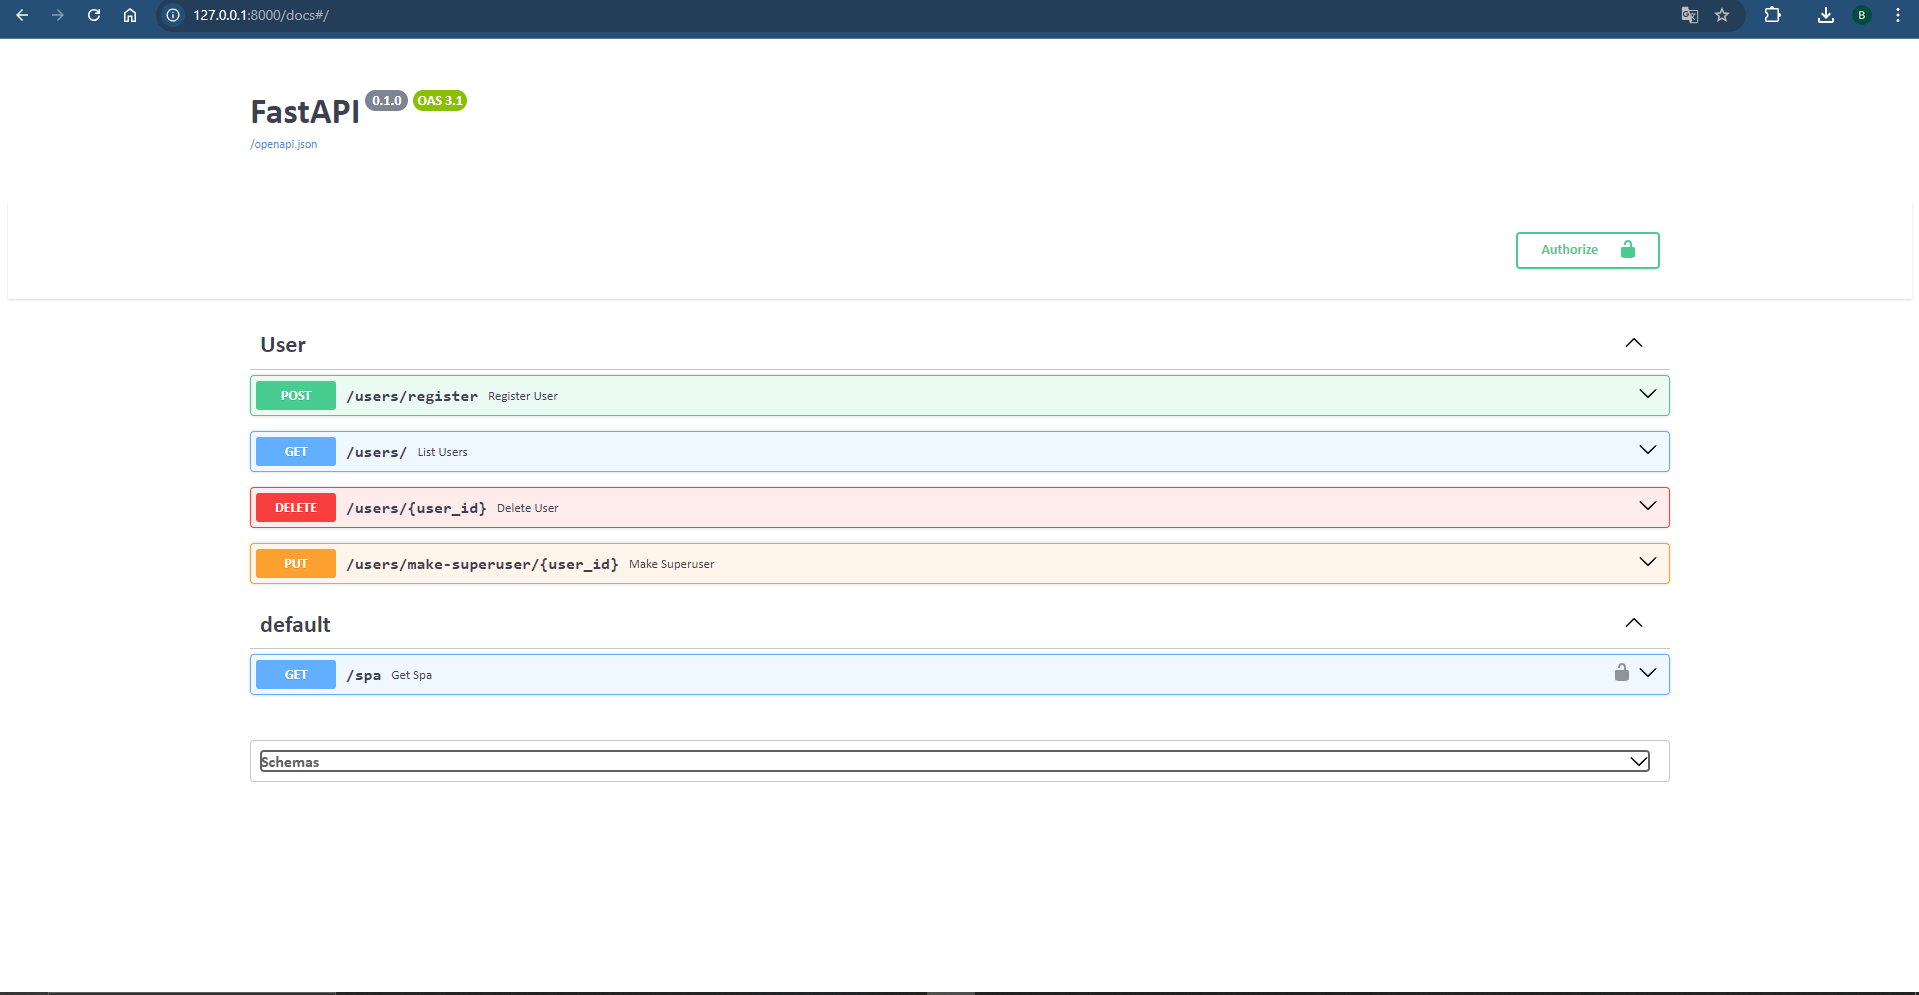 127.0.0.1:8000/docs#/
B
FastAPI 0.1.0 OAS 3.1
/openapi.json
Authorize
User
POST /users/register Register User
GET /users/ List Users
DELETE /users/{user_id} Delete User
PUT /users/make-superuser/{user_id} Make Superuser
default
GET /spa Get Spa
Schemas